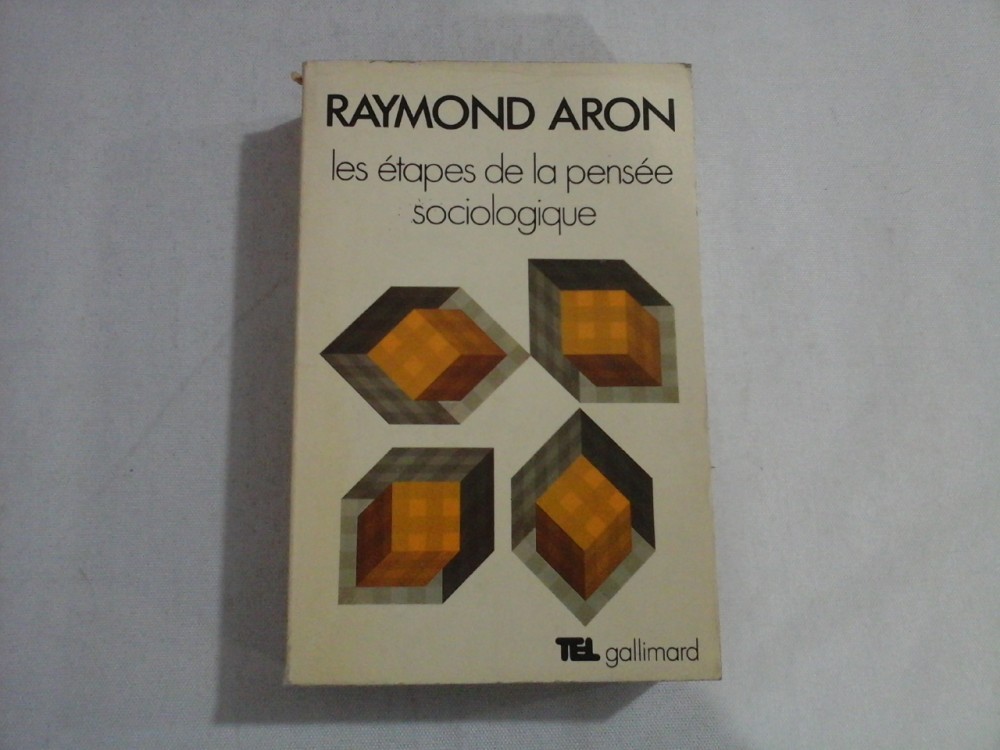 RAYMOND ARON
les étapes de la pensée
sociologique
TEL gallimard